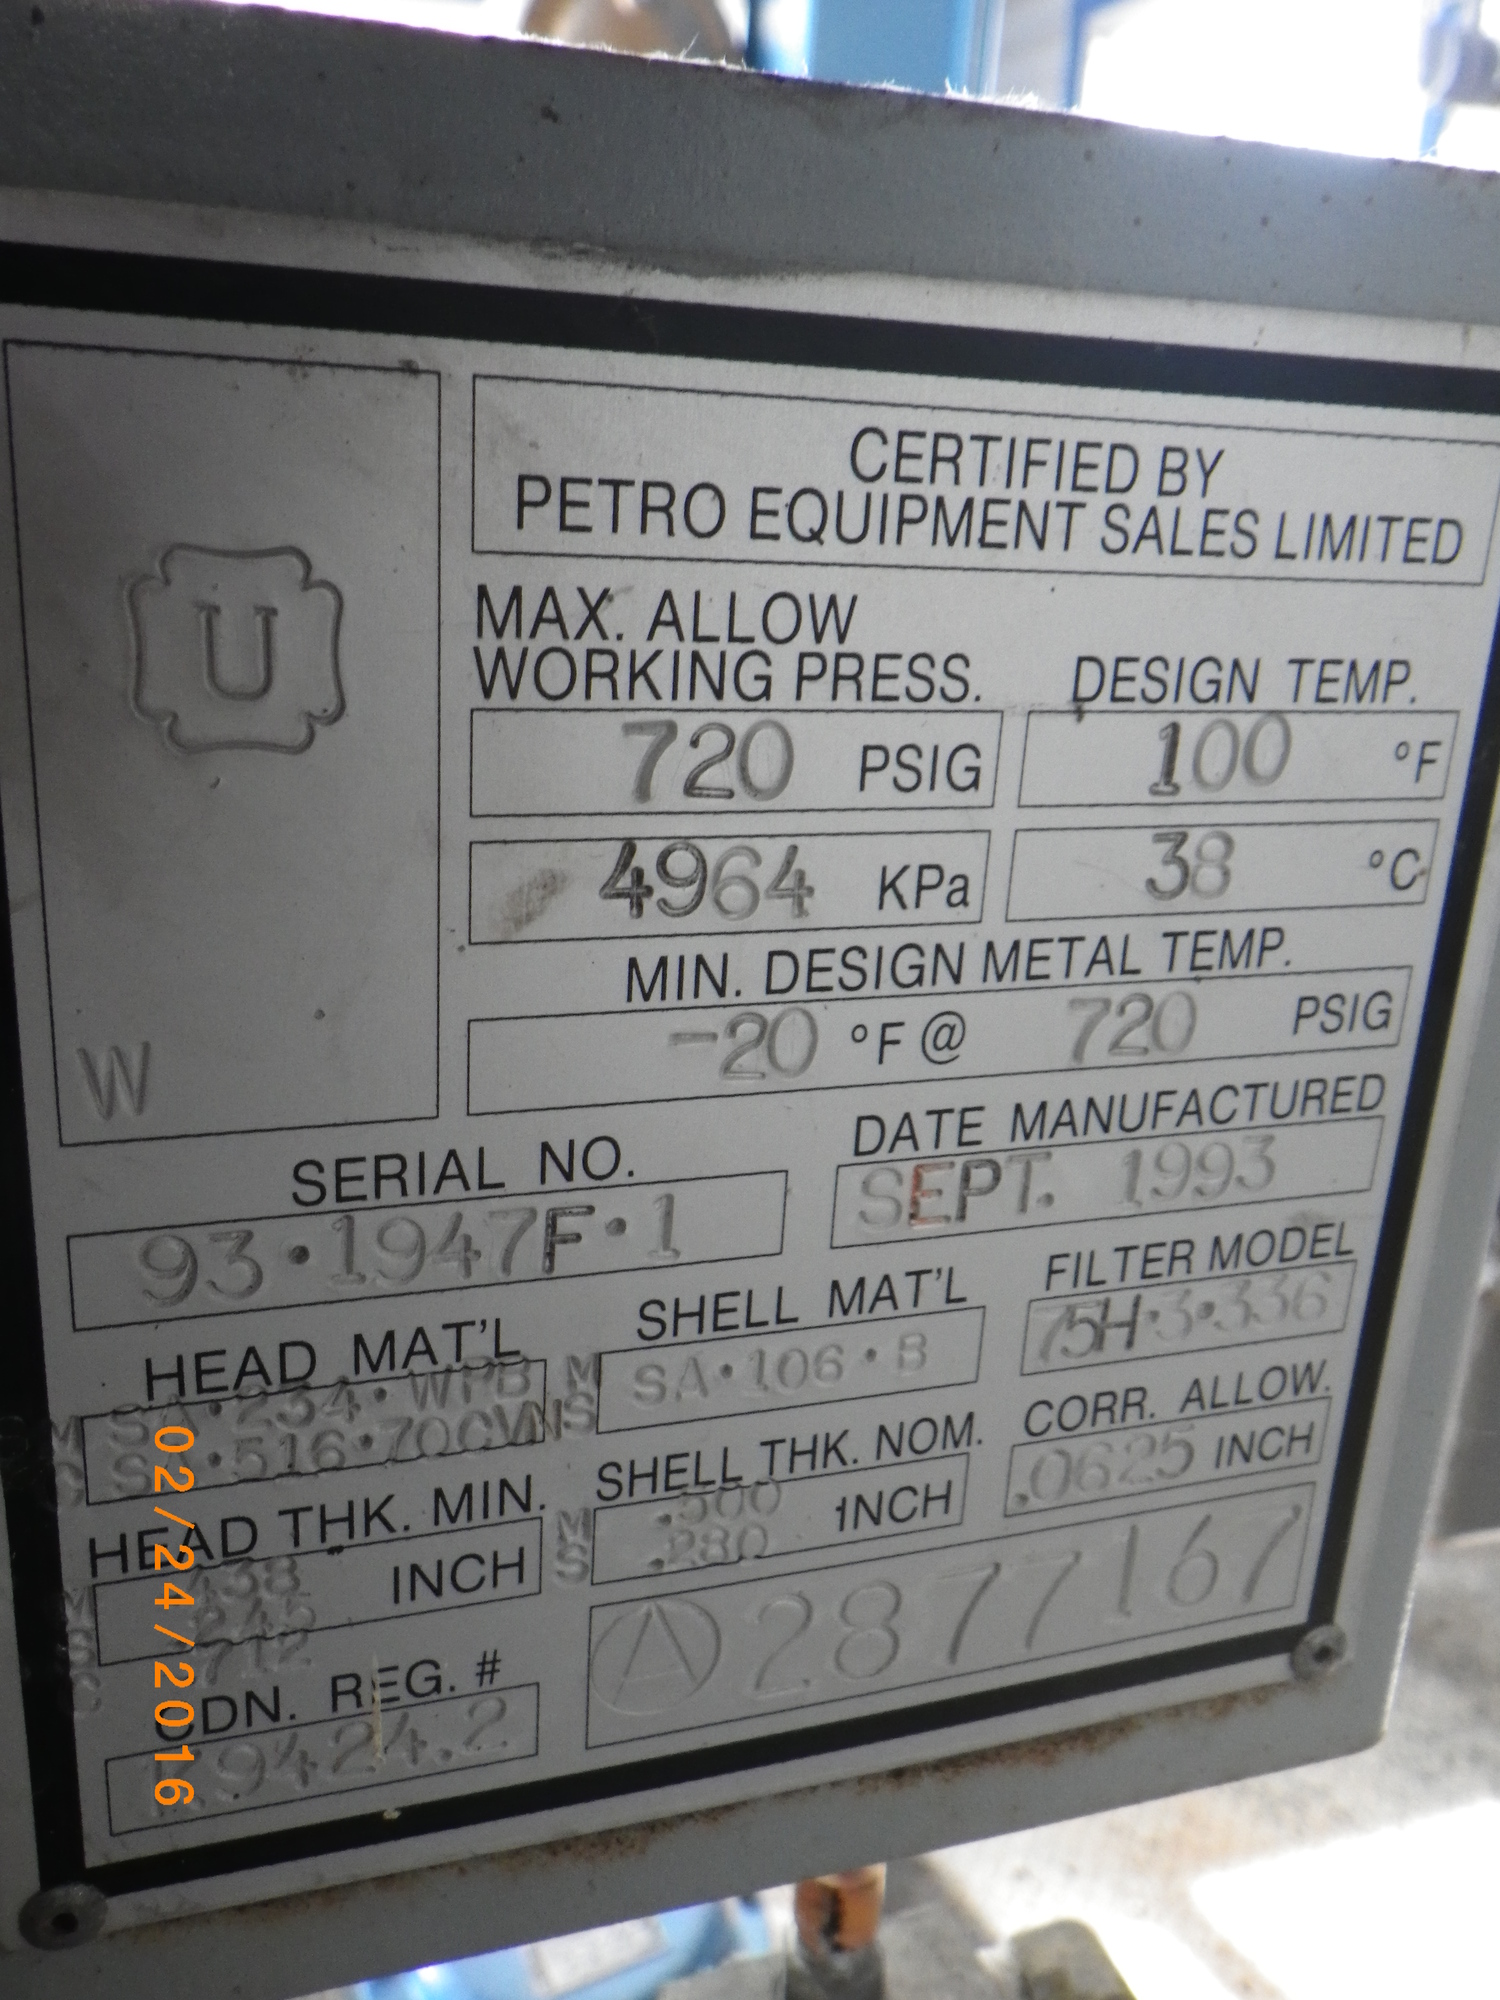 U
W
CERTIFIED BY
PETRO EQUIPMENT SALES LIMITED
MAX. ALLOW
WORKING PRESS.
DESIGN TEMP.
720 PSIG
100 °F
4964 KPa
38 °C
MIN. DESIGN METAL TEMP.
-20 °F @ 720 PSIG
SERIAL NO.
93·1947F·1
DATE MANUFACTURED
SEPT. 1993
HEAD MAT'L
M SA·234·WPB
·516·70CVN
SHELL MAT'L
M
S
SA·106·B
FILTER MODEL
75H·3·336
HEAD THK. MIN.
INCH
SHELL THK. NOM.
M .500
S .280
INCH
CORR. ALLOW.
.0625 INCH
CDN. REG. #
9424.2
A 2877167
02/24/2016